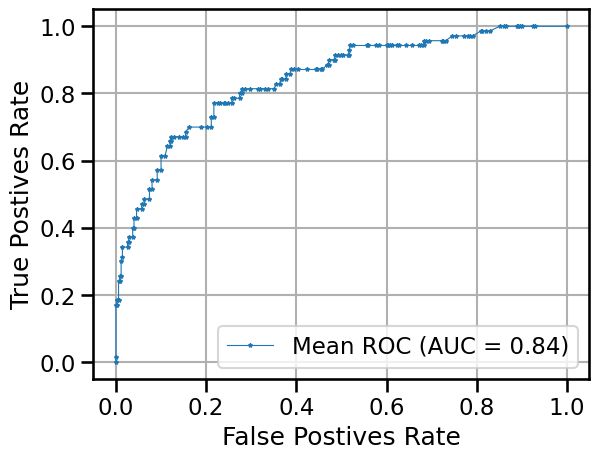 1.0
0.8
0.6
0.4
0.2
0.0
True Postives Rate
Mean ROC (AUC = 0.84)
0.0 0.2 0.4 0.6 0.8 1.0
False Postives Rate